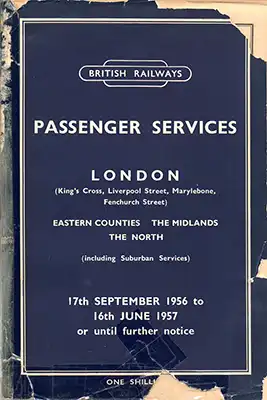 BRITISH RAILWAYS
PASSENGER SERVICES
LONDON
(King's Cross, Liverpool Street, Marylebone,
Fenchurch Street)
EASTERN COUNTIES THE MIDLANDS
THE NORTH
(including Suburban Services)
17th SEPTEMBER 1956 to
16th JUNE 1957
or until further notice
ONE SHILLI